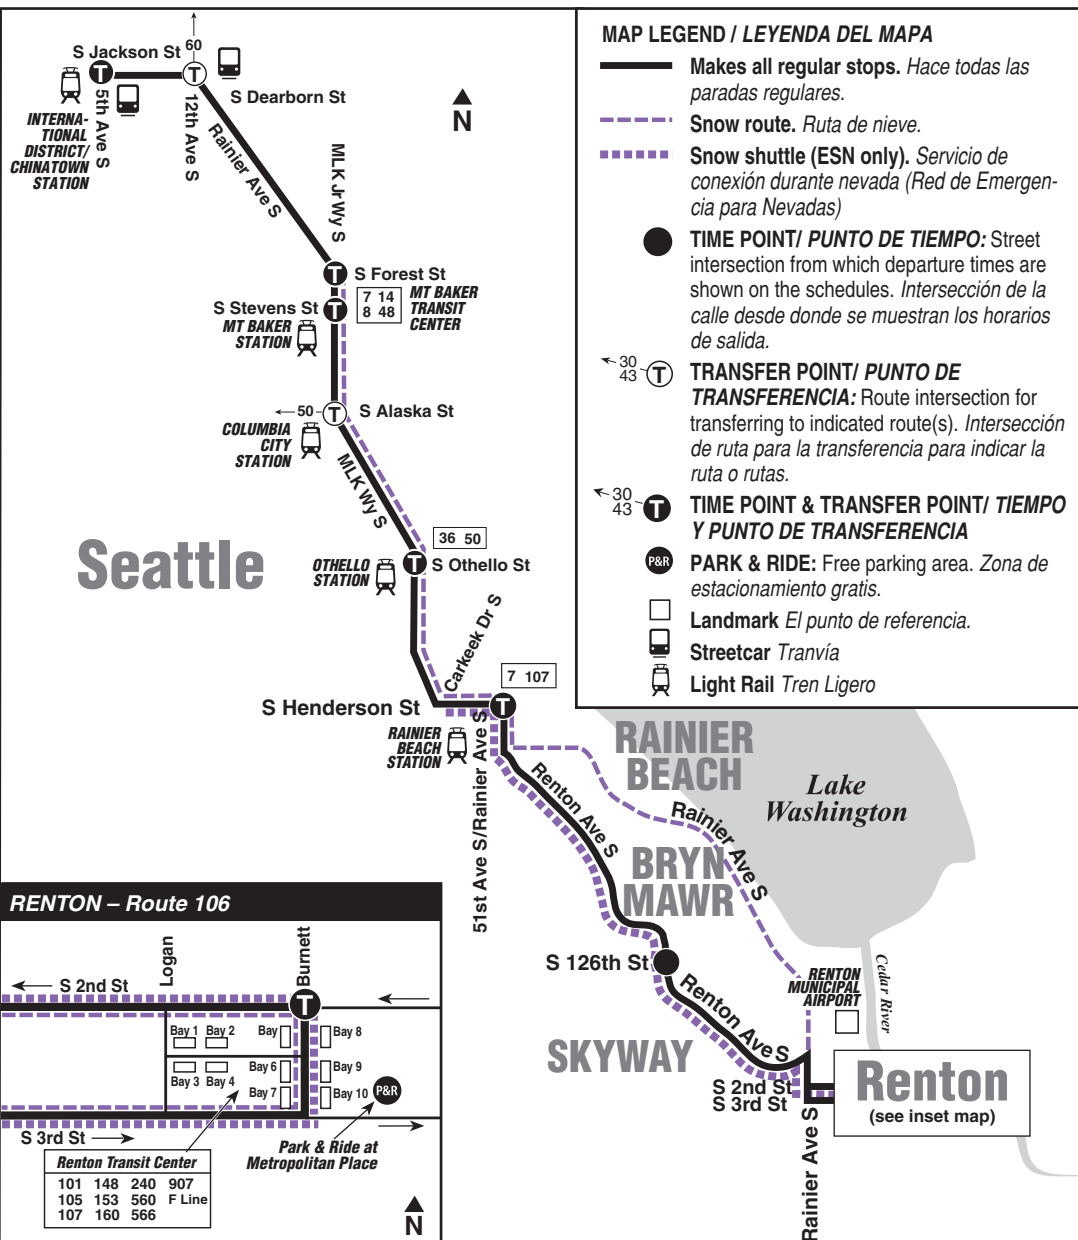 S Jackson St
60
S Dearborn St
5th Ave S
12th Ave S
INTERNA-
TIONAL
DISTRICT/
CHINATOWN
STATION
Rainier Ave S
MLK Jr Wy S
N
S Forest St
S Stevens St
7 14
8 48
MT BAKER
TRANSIT
CENTER
MT BAKER
STATION
50
S Alaska St
COLUMBIA
CITY
STATION
MLK Wy S
Seattle
36 50
OTHELLO
STATION
S Othello St
Carkeek Dr S
7 107
S Henderson St
RAINIER
BEACH
STATION
51st Ave S/Rainier Ave S
Renton Ave S
RAINIER
BEACH
Lake
Washington
Rainier Ave S
BRYN
MAWR
S 126th St
Renton Ave S
SKYWAY
RENTON
MUNICIPAL
AIRPORT
Cedar River
S 2nd St
S 3rd St
Renton
(see inset map)
Rainier Ave S
MAP LEGEND / LEYENDA DEL MAPA
Makes all regular stops. Hace todas las
paradas regulares.
Snow route. Ruta de nieve.
Snow shuttle (ESN only). Servicio de
conexión durante nevada (Red de Emergen-
cia para Nevadas)
TIME POINT/ PUNTO DE TIEMPO: Street
intersection from which departure times are
shown on the schedules. Intersección de la
calle desde donde se muestran los horarios
de salida.
30
43 T
TRANSFER POINT/ PUNTO DE
TRANSFERENCIA: Route intersection for
transferring to indicated route(s). Intersección
de ruta para la transferencia para indicar la
ruta o rutas.
30
43 T
TIME POINT & TRANSFER POINT/ TIEMPO
Y PUNTO DE TRANSFERENCIA
P&R PARK & RIDE: Free parking area. Zona de
estacionamiento gratis.
Landmark El punto de referencia.
Streetcar Tranvía
Light Rail Tren Ligero
RENTON – Route 106
Logan
Burnett
S 2nd St
T
Bay 1 Bay 2 Bay Bay 8
Bay 3 Bay 4 Bay 6 Bay 9
Bay 7 Bay 10 P&R
S 3rd St
Park & Ride at
Metropolitan Place
Renton Transit Center
101 148 240 907
105 153 560 F Line
107 160 566
N